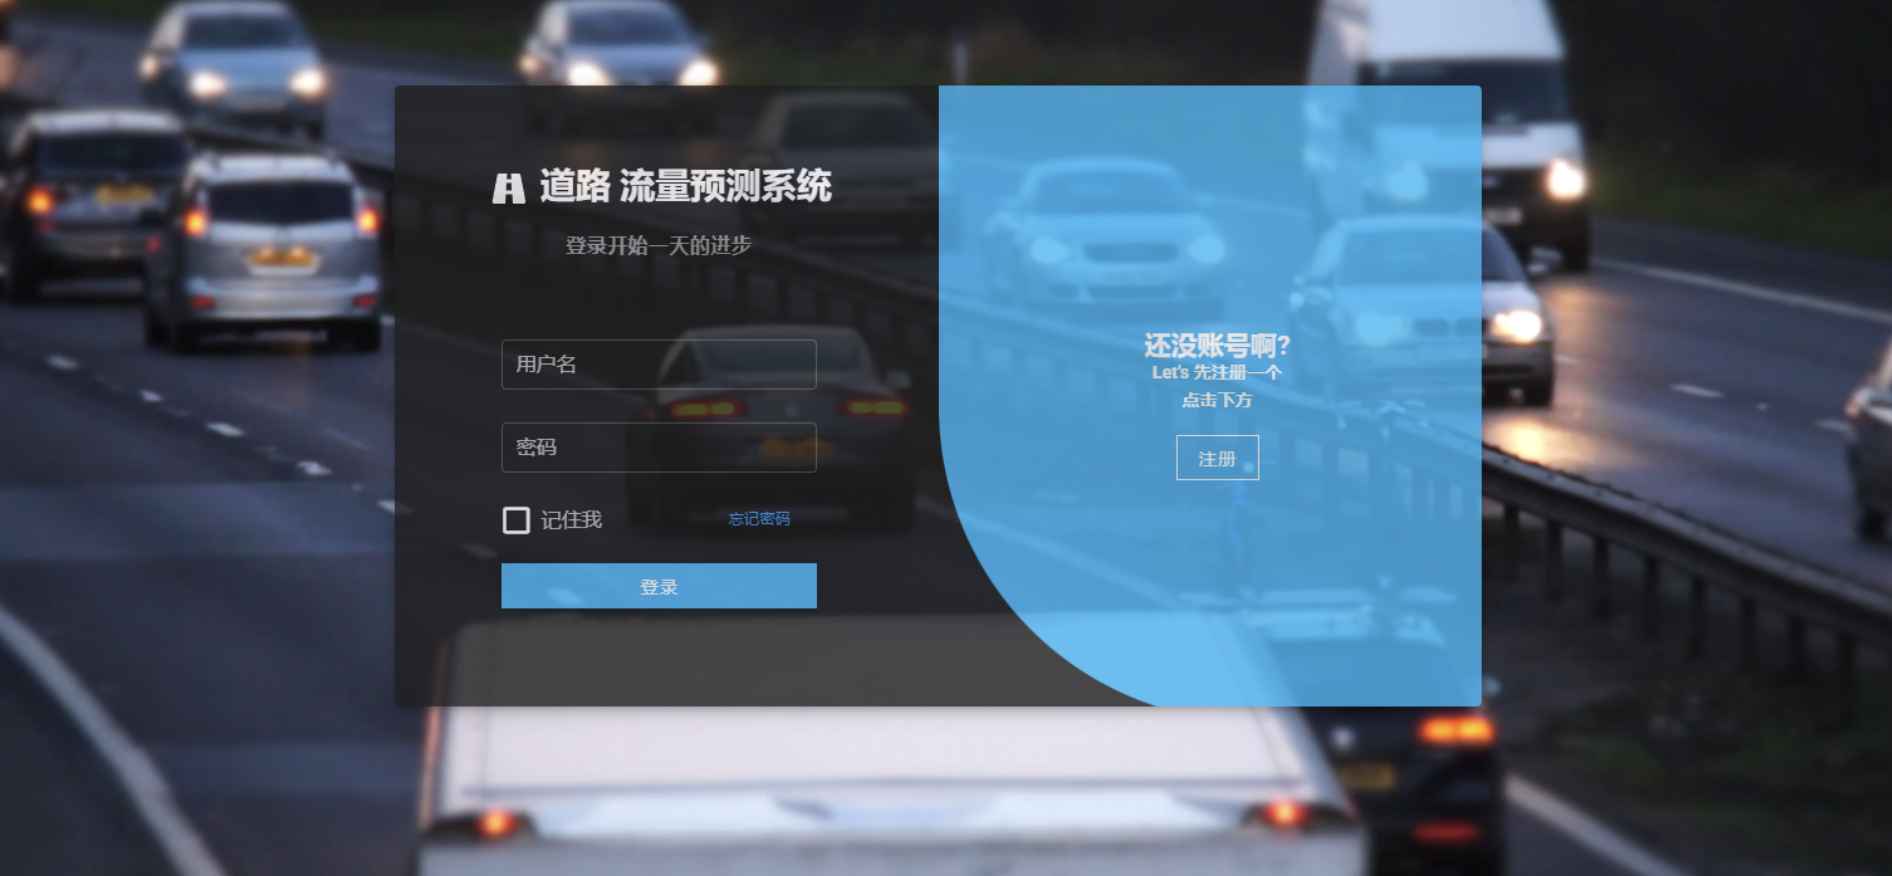 道路 流量预测系统
登录开始一天的进步
用户名
密码
记住我
忘记密码
登录
还没账号啊?
Let's 先注册一个
点击下方
注册